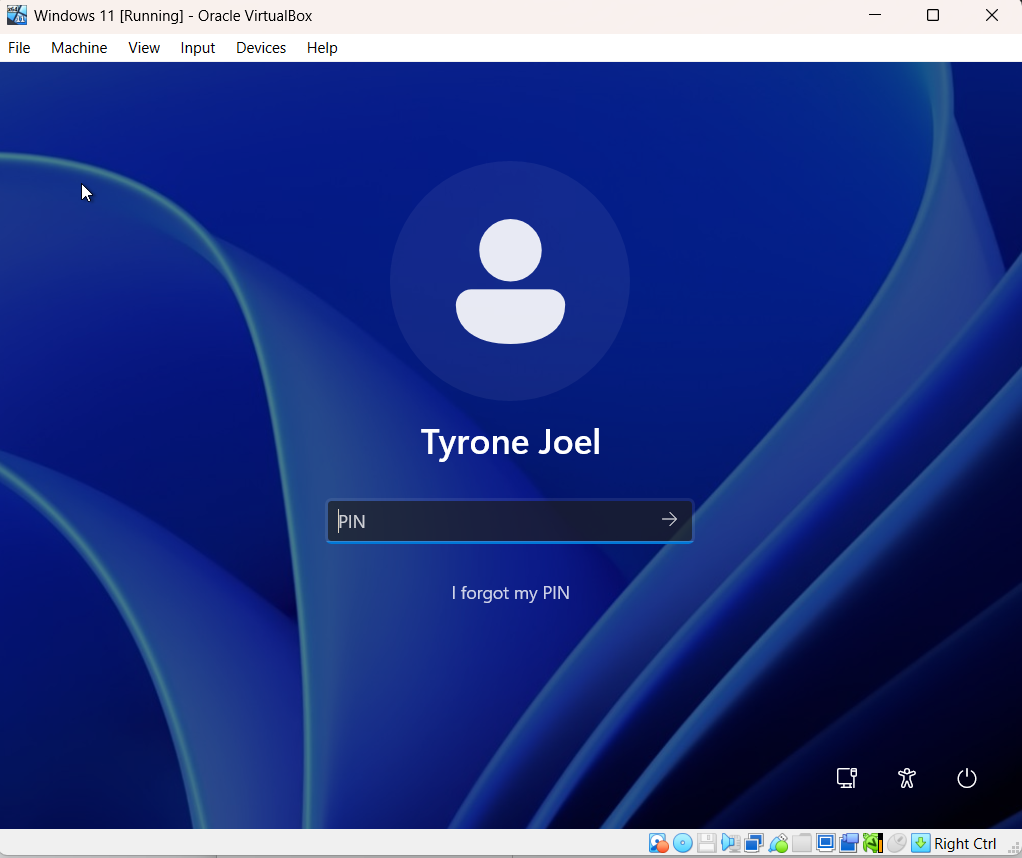 Windows 11 [Running] - Oracle VirtualBox
File Machine View Input Devices Help
Tyrone Joel
PIN
I forgot my PIN
Right Ctrl